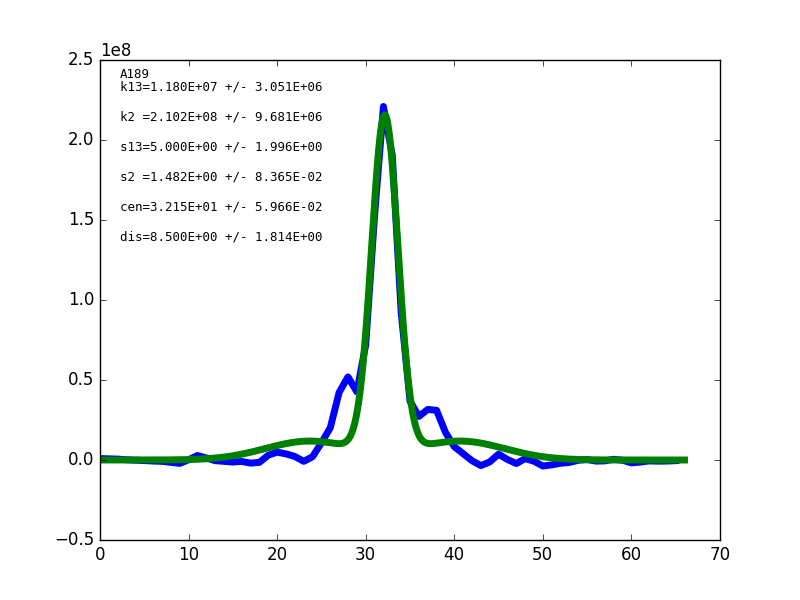 1e8
2.5
A189
k13=1.180E+07 +/- 3.051E+06
k2 =2.102E+08 +/- 9.681E+06
2.0
s13=5.000E+00 +/- 1.996E+00
s2 =1.482E+00 +/- 8.365E-02
1.5
cen=3.215E+01 +/- 5.966E-02
dis=8.500E+00 +/- 1.814E+00
1.0
0.5
0.0
−0.5
0 10 20 30 40 50 60 70